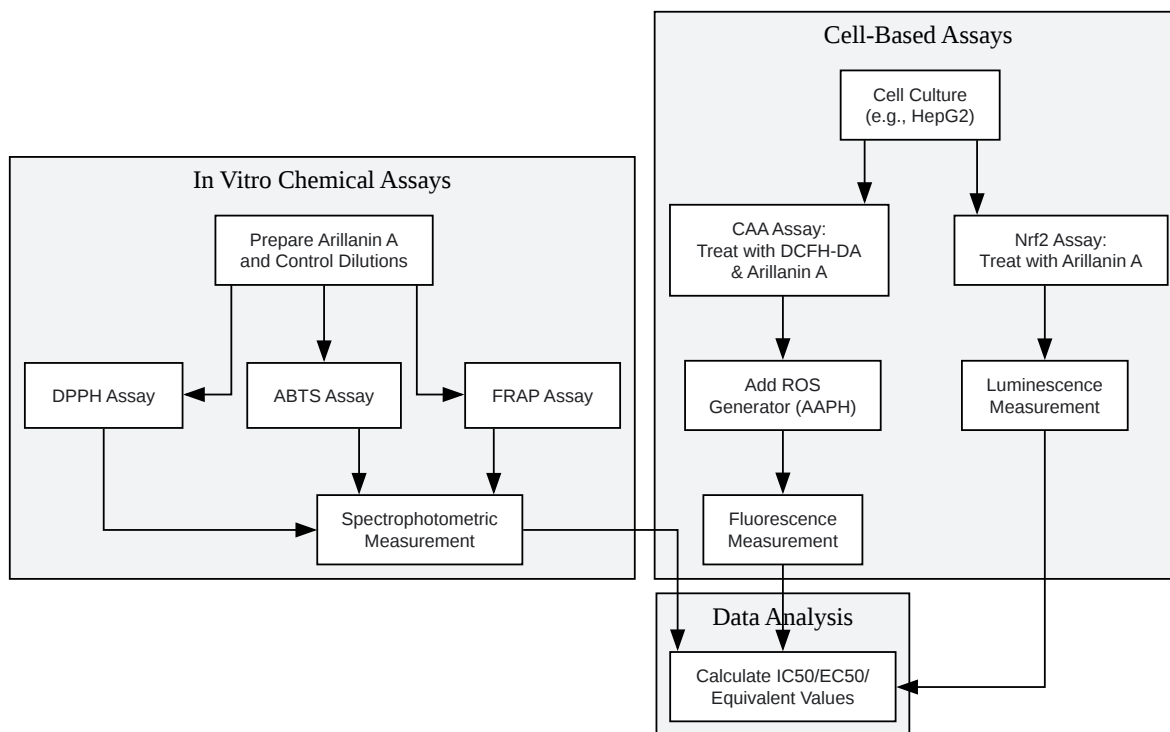 In Vitro Chemical Assays
Prepare Arillanin A
and Control Dilutions
DPPH Assay
ABTS Assay
FRAP Assay
Spectrophotometric
Measurement
Cell-Based Assays
Cell Culture
(e.g., HepG2)
CAA Assay:
Treat with DCFH-DA
& Arillanin A
Nrf2 Assay:
Treat with Arillanin A
Add ROS
Generator (AAPH)
Luminescence
Measurement
Fluorescence
Measurement
Data Analysis
Calculate IC50/EC50/
Equivalent Values